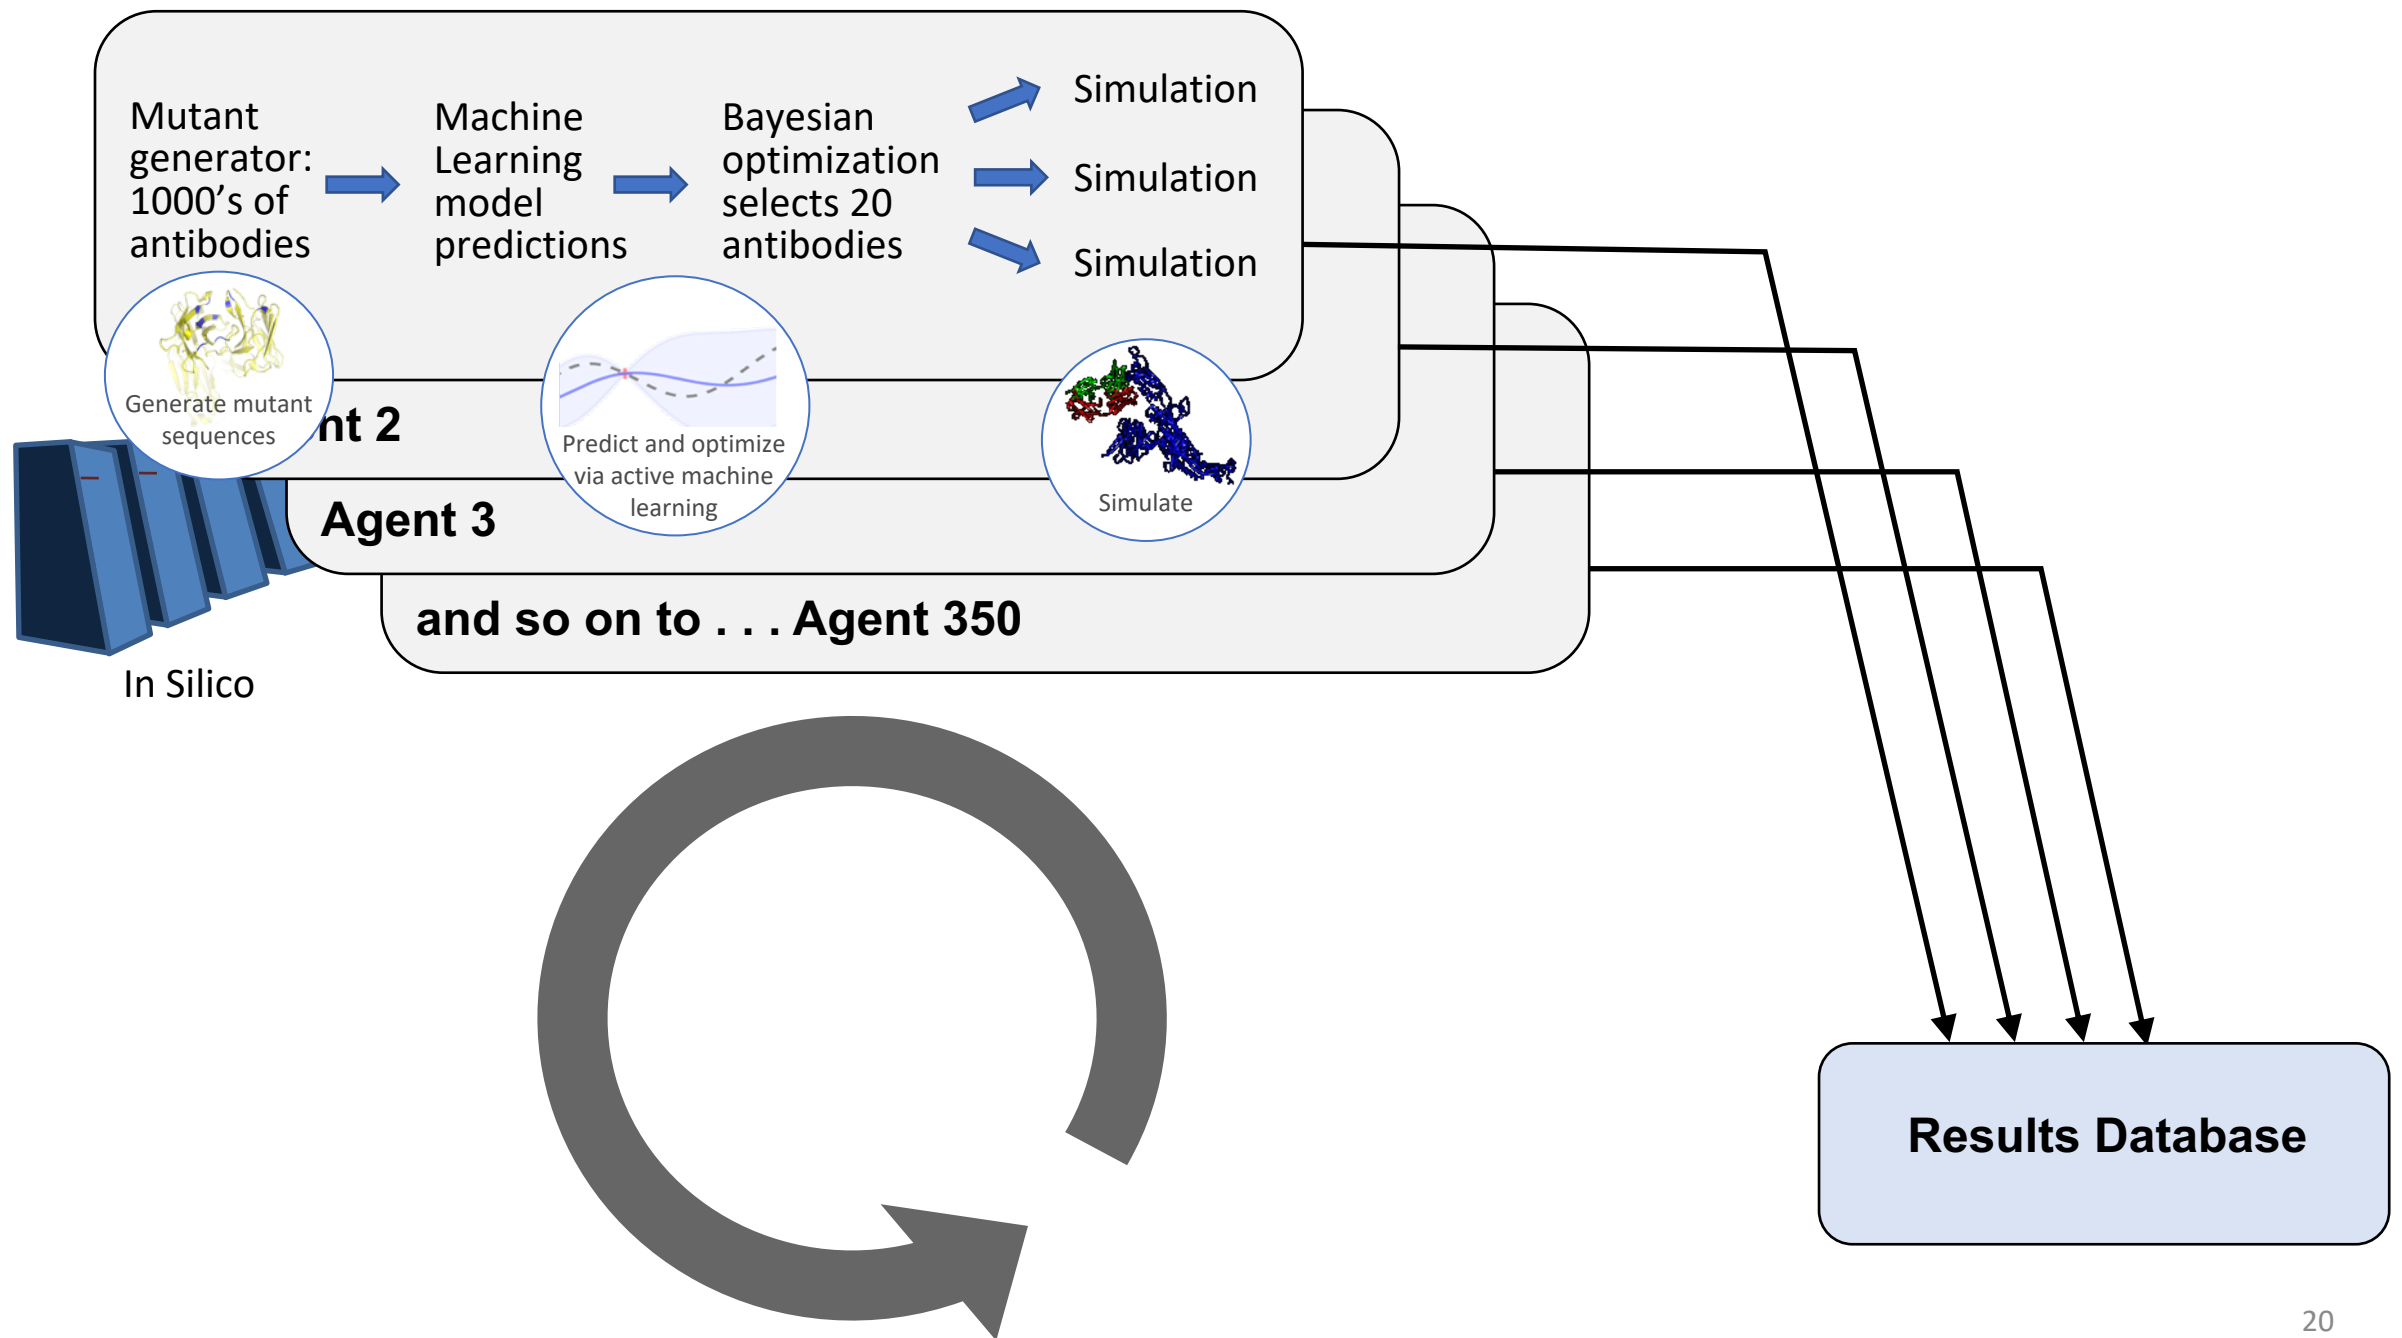 Mutant
generator:
1000's of
antibodies
Machine
Learning
model
predictions
Bayesian
optimization
selects 20
antibodies
Simulation
Simulation
Simulation
Generate mutant
sequences
Predict and optimize
via active machine
learning
Simulate
nt 2
Agent 3
and so on to . . . Agent 350
In Silico
Results Database
20